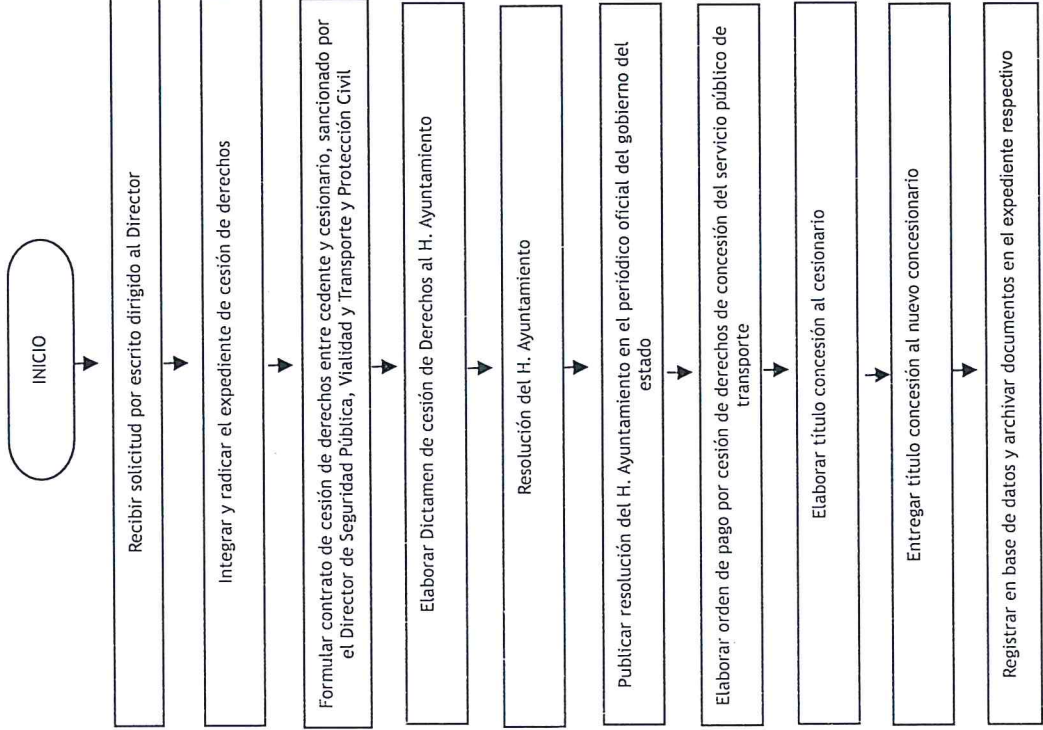 INICIO
Recibir solicitud por escrito dirigido al Director
Integrar y radicar el expediente de cesión de derechos
Formular contrato de cesión de derechos entre cedente y cesionario, sancionado por
el Director de Seguridad Pública, Vialidad y Transporte y Protección Civil
Elaborar Dictamen de cesión de Derechos al H. Ayuntamiento
Resolución del H. Ayuntamiento
Publicar resolución del H. Ayuntamiento en el periódico oficial del gobierno del
estado
Elaborar orden de pago por cesión de derechos de concesión del servicio público de
transporte
Elaborar título concesión al cesionario
Entregar título concesión al nuevo concesionario
Registrar en base de datos y archivar documentos en el expediente respectivo